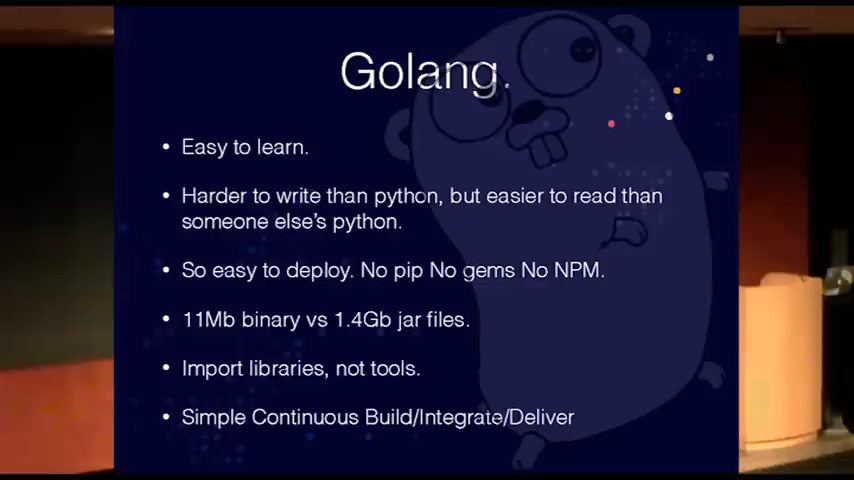 Golang.
• Easy to learn.
• Harder to write than python, but easier to read than
someone else's python.
• So easy to deploy. No pip No gems No NPM.
• 11Mb binary vs 1.4Gb jar files.
• Import libraries, not tools.
• Simple Continuous Build/Integrate/Deliver